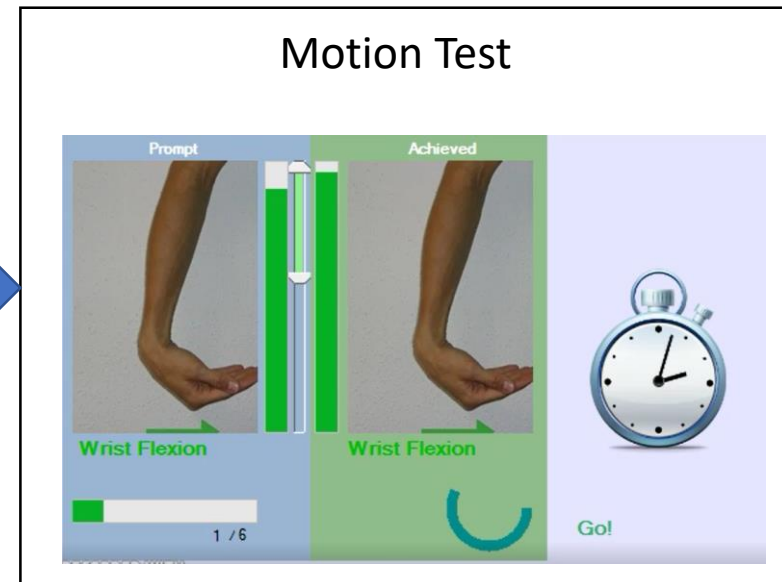 Motion Test
Prompt
Achieved
Wrist Flexion
Wrist Flexion
1 / 6
Go!